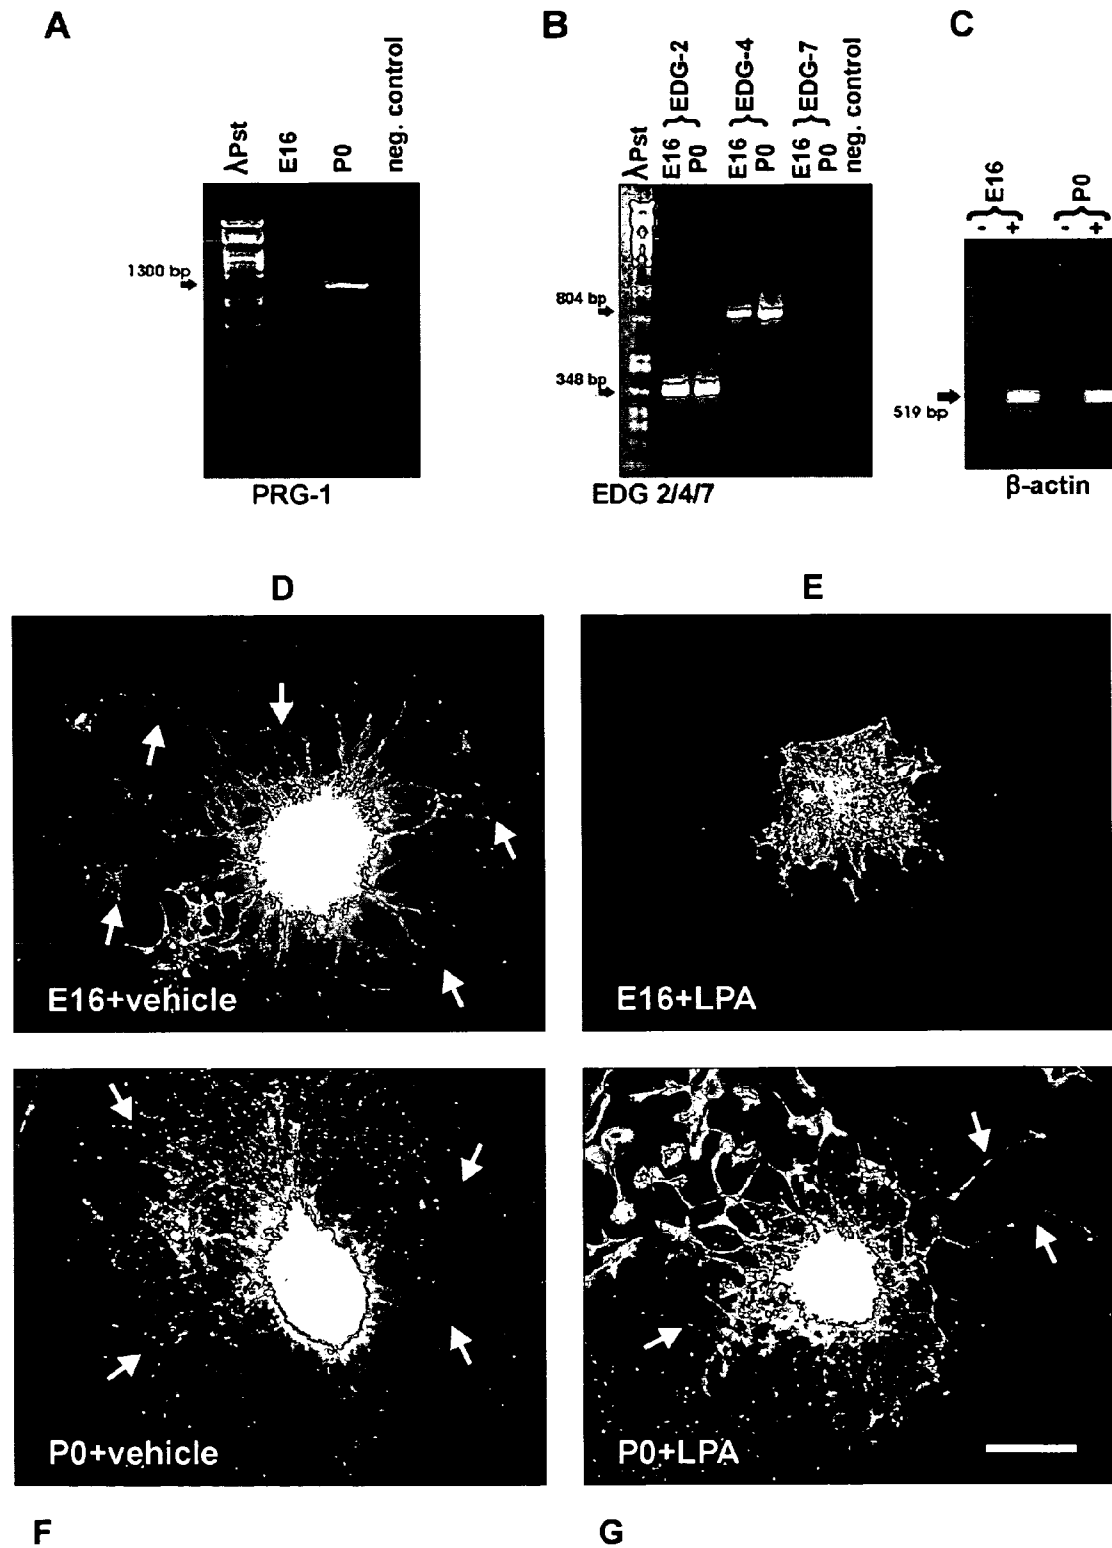 A
B
C
λPst
E16
P0
neg. control
1300 bp
PRG-1
λPst
E16
P0
}EDG-2
E16
P0
}EDG-4
E16
P0
}EDG-7
neg. control
804 bp
348 bp
EDG 2/4/7
-
+
}E16
-
+
}P0
519 bp
β-actin
D
E
E16+vehicle
E16+LPA
P0+vehicle
P0+LPA
F
G